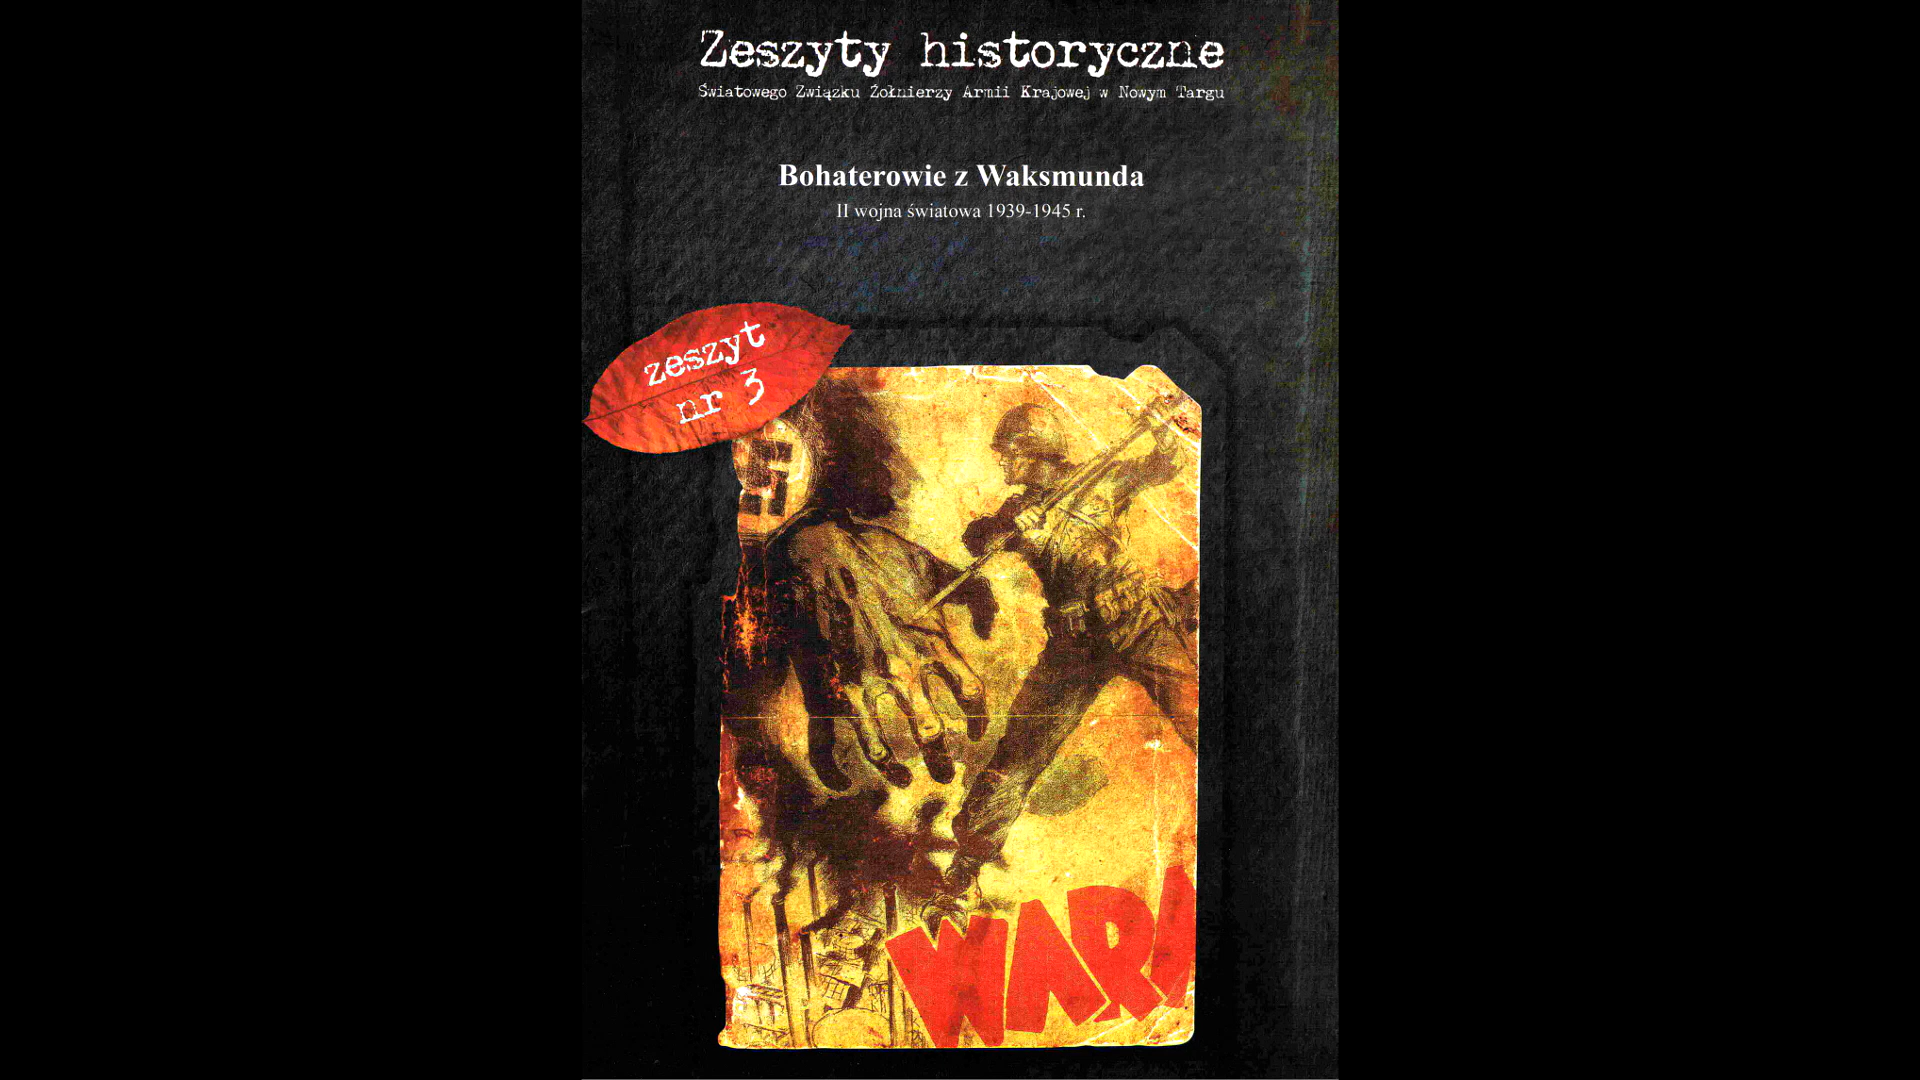 Zeszyty historyczne
Światowego Związku Żołnierzy Armii Krajowej w Nowym Targu
Bohaterowie z Waksmunda
II wojna światowa 1939-1945 r.
zeszyt
nr 3
WARA